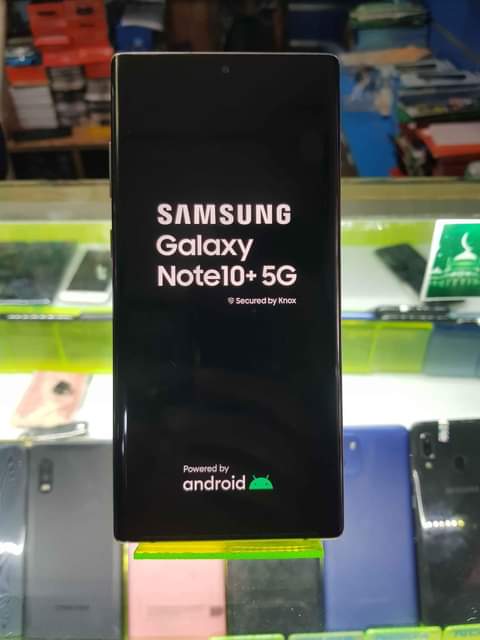 SAMSUNG
Galaxy
Note10+ 5G
Secured by Knox
Powered by
android